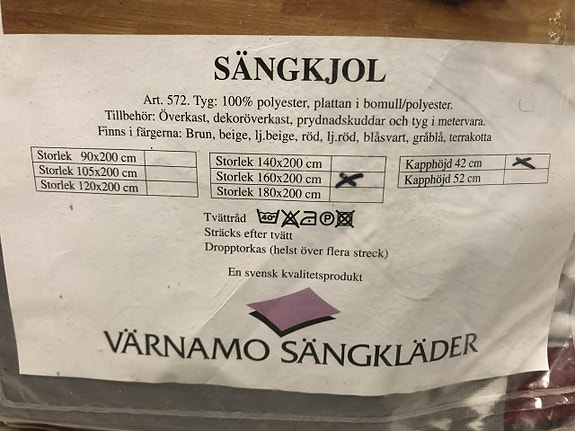 SÄNGKJOL
Art. 572. Tyg: 100% polyester, plattan i bomull/polyester.
Tillbehör: Överkast, dekoröverkast, prydnadskuddar och tyg i metervara.
Finns i färgerna: Brun, beige, lj.beige, röd, lj.röd, blåsvart, gråblå, terrakotta
Storlek 90x200 cm
Storlek 105x200 cm
Storlek 120x200 cm
Storlek 140x200 cm
Storlek 160x200 cm
Storlek 180x200 cm
Kapphöjd 42 cm
Kapphöjd 52 cm
Tvättråd 40° P
Sträcks efter tvätt
Dropptorkas (helst över flera streck)
En svensk kvalitetsprodukt
VÄRNAMO SÄNGKLÄDER